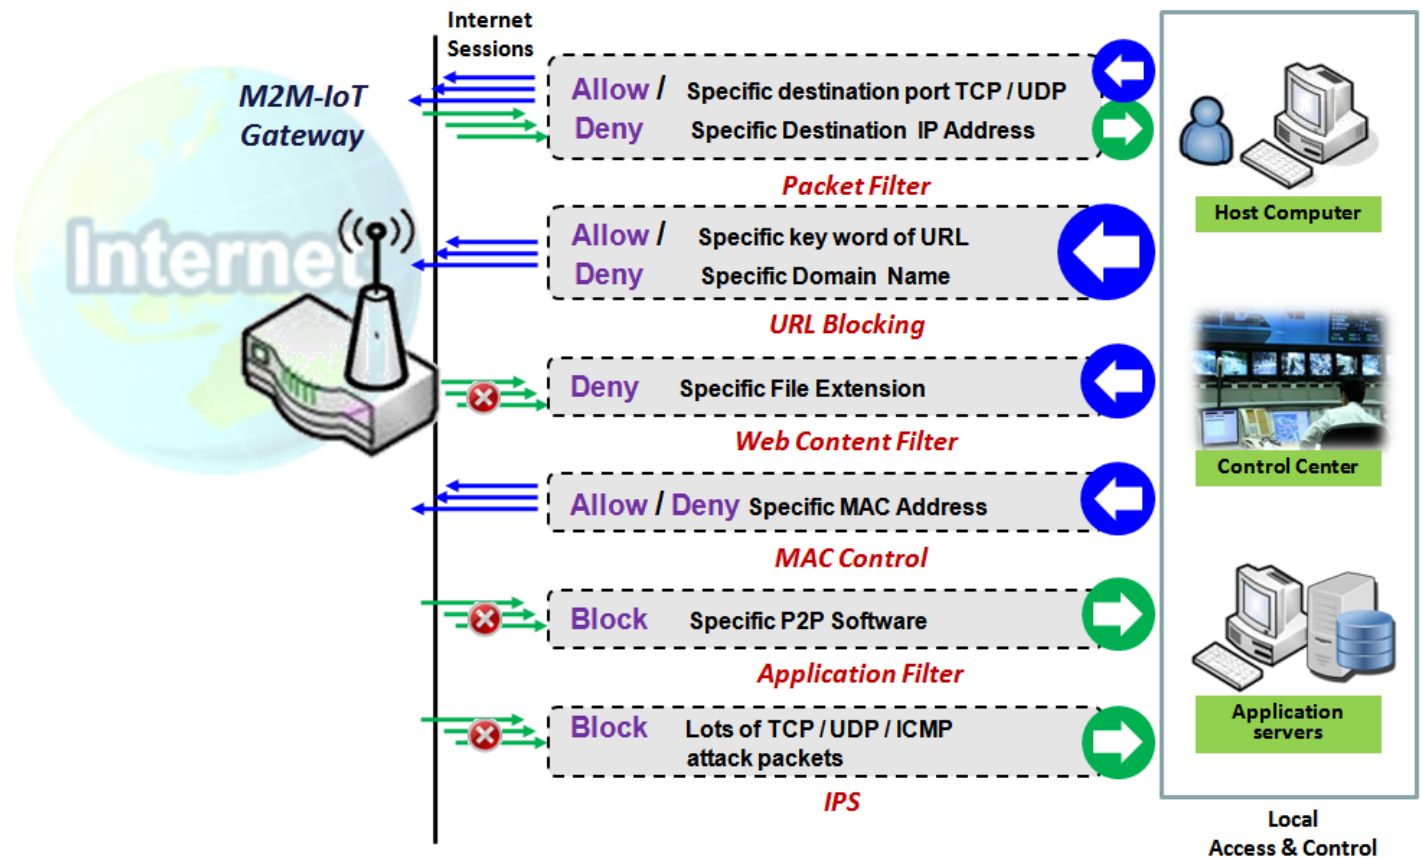 Internet
Sessions
M2M-IoT
Gateway
Internet
Allow / Specific destination port TCP / UDP
Deny Specific Destination IP Address
Packet Filter
Allow / Specific key word of URL
Deny Specific Domain Name
URL Blocking
Deny Specific File Extension
Web Content Filter
Allow / Deny Specific MAC Address
MAC Control
Block Specific P2P Software
Application Filter
Block Lots of TCP / UDP / ICMP
attack packets
IPS
Host Computer
Control Center
Application
servers
Local
Access & Control